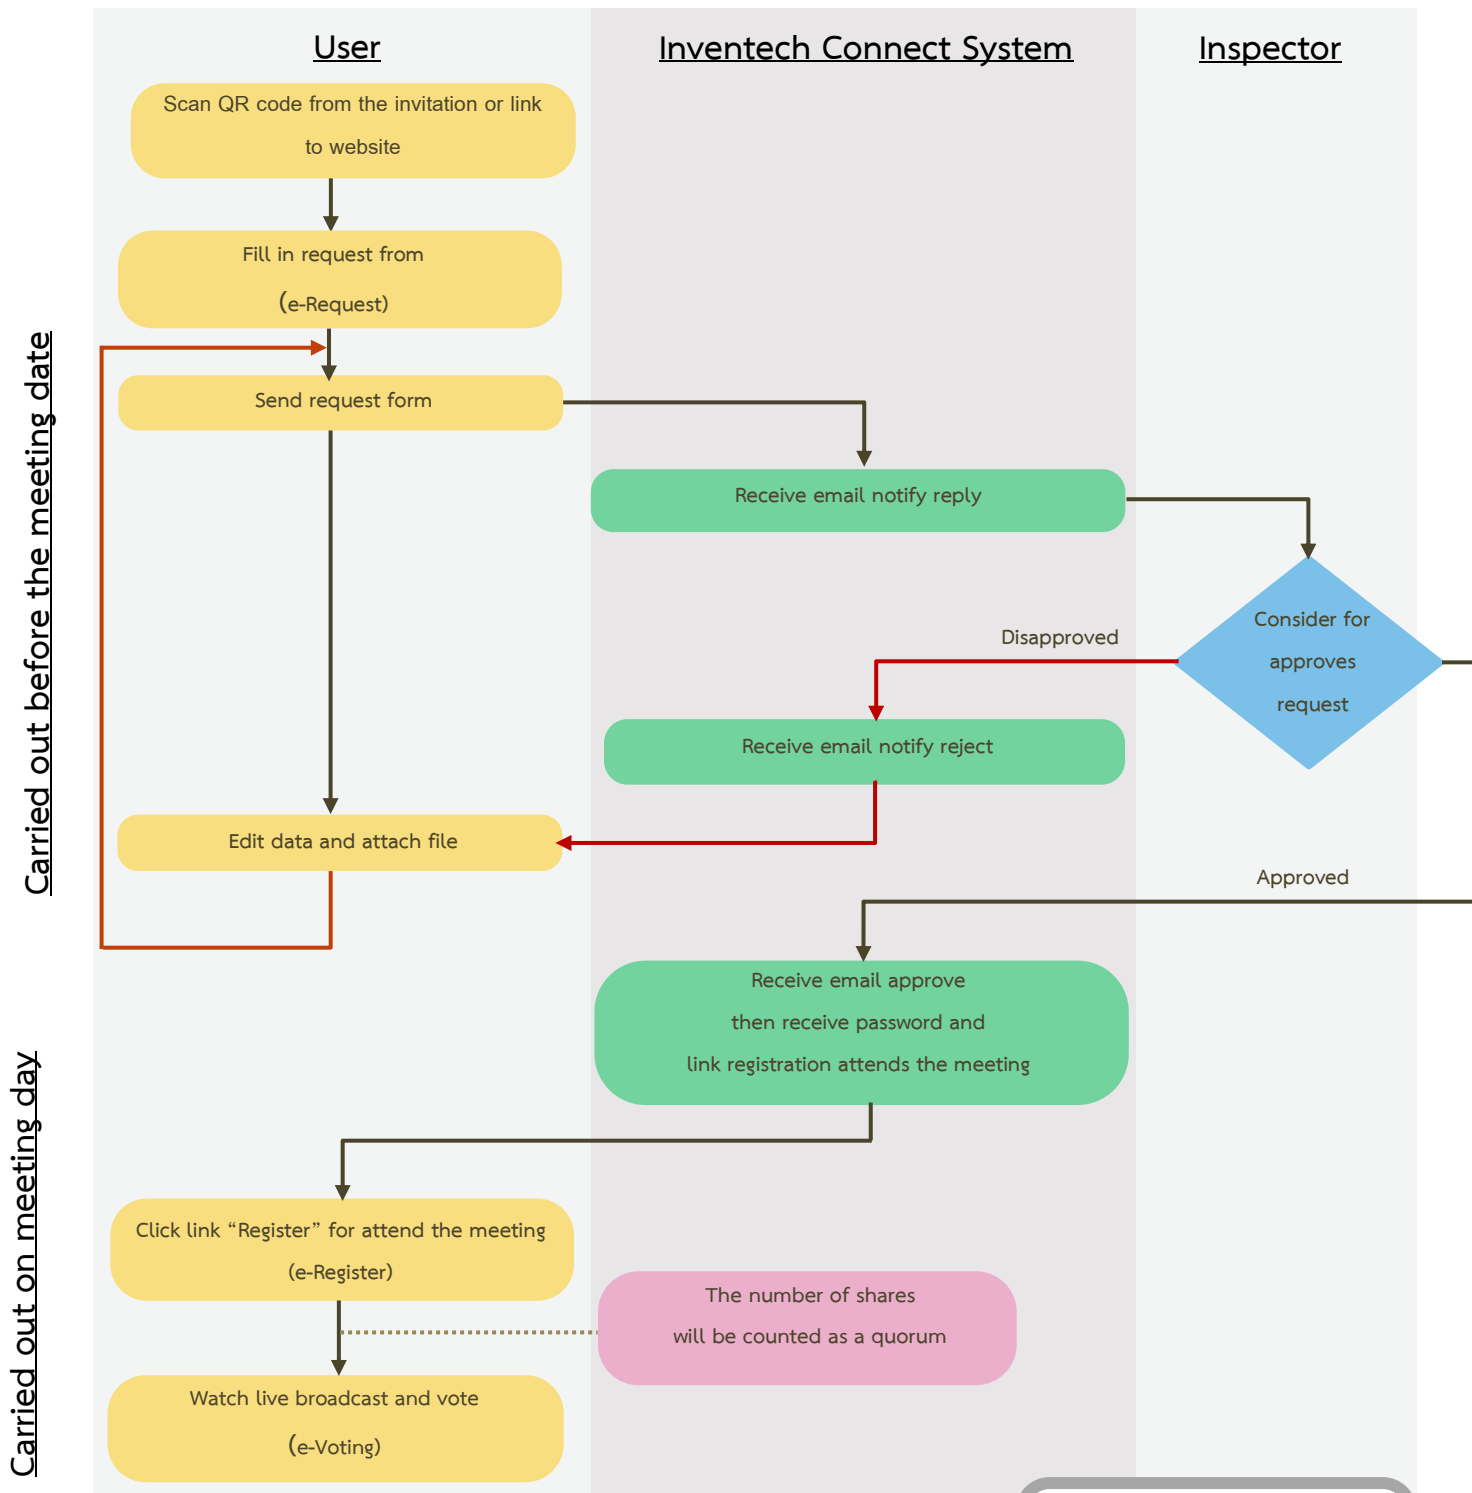 User
Inventech Connect System
Inspector
Scan QR code from the invitation or link
to website
Fill in request from
(e-Request)
Send request form
Receive email notify reply
Consider for
approves
request
Disapproved
Receive email notify reject
Edit data and attach file
Approved
Receive email approve
then receive password and
link registration attends the meeting
Click link “Register” for attend the meeting
(e-Register)
The number of shares
will be counted as a quorum
Watch live broadcast and vote
(e-Voting)
Carried out before the meeting date
Carried out on meeting day